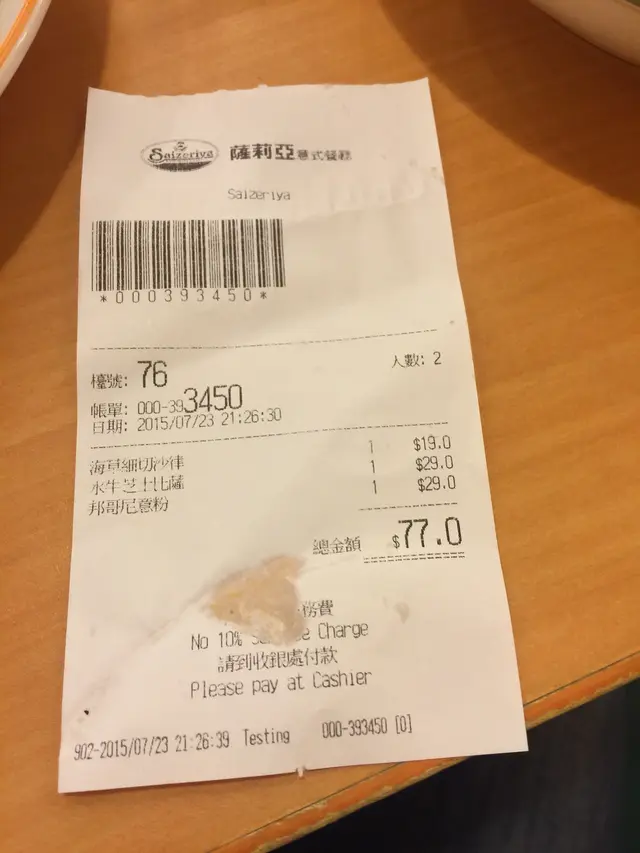 Saizeriya 薩莉亞意式餐廳
Saizeriya
*000393450*
檯號: 76
人數: 2
帳單: 000-393450
日期: 2015/07/23 21:26:30
海草細切沙律 1 $19.0
水牛芝士比薩 1 $29.0
邦哥尼意粉 1 $29.0
總金額 $77.0
務費
No 10% Charge
請到收銀處付款
Please pay at Cashier
902-2015/07/23 21:26:39 Testing 000-393450 [0]